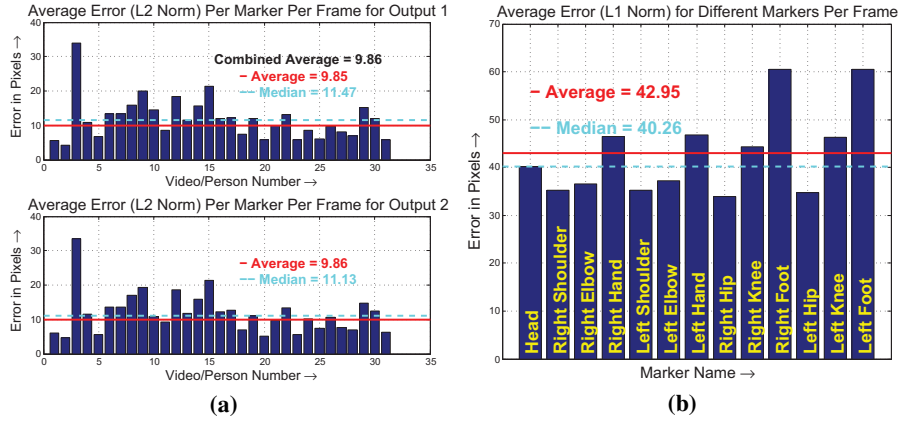 Average Error (L2 Norm) Per Marker Per Frame for Output 1
Error in Pixels →
40
30
20
10
0
Combined Average = 9.86
− Average = 9.85
−− Median = 11.47
0 5 10 15 20 25 30 35
Video/Person Number →
Average Error (L2 Norm) Per Marker Per Frame for Output 2
Error in Pixels →
40
30
20
10
0
− Average = 9.86
−− Median = 11.13
0 5 10 15 20 25 30 35
Video/Person Number →
(a)
Average Error (L1 Norm) for Different Markers Per Frame
Error in Pixels →
70
60
50
40
30
20
10
0
− Average = 42.95
−− Median = 40.26
Head
Right Shoulder
Right Elbow
Right Hand
Left Shoulder
Left Elbow
Left Hand
Right Hip
Right Knee
Right Foot
Left Hip
Left Knee
Left Foot
Marker Name →
(b)